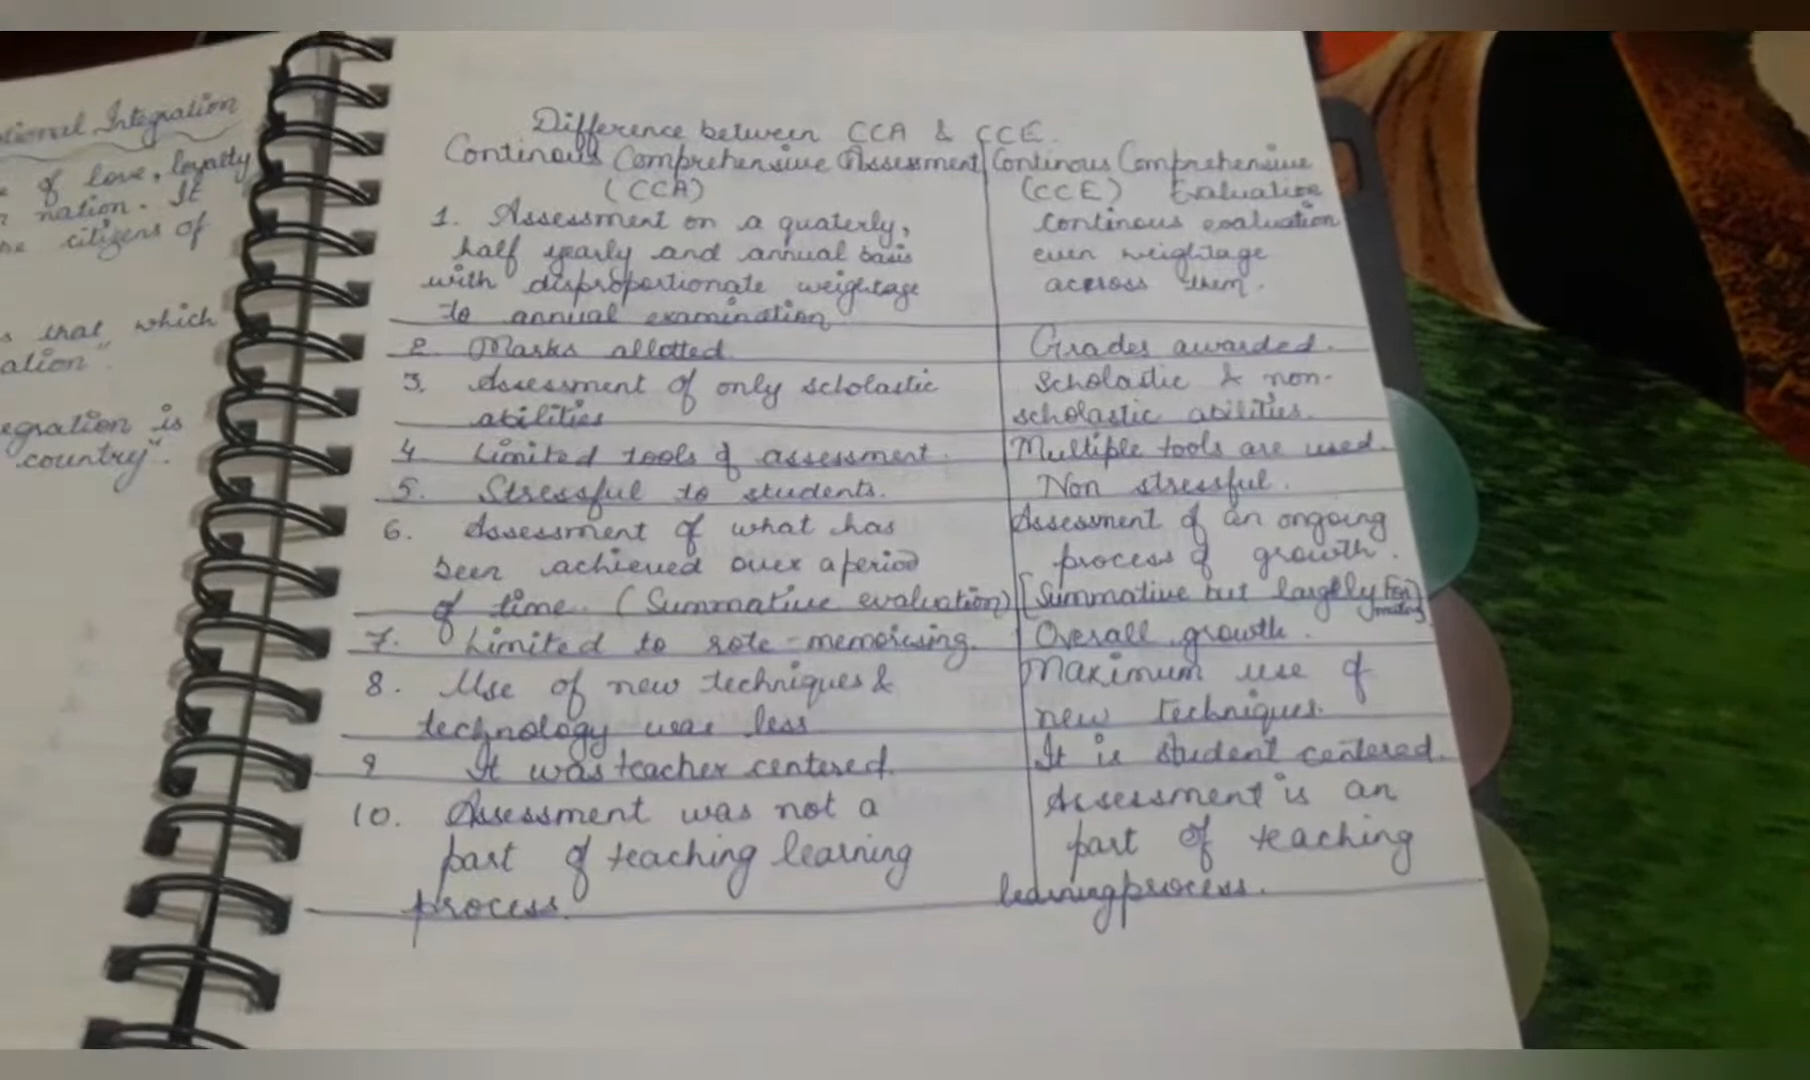 tional Integration
e of love, loyalty
nation. It
citizens of
s that which
ation"
egration is
country".
Difference between CCA & CCE.
Continous Comprehensive Assessment | Continous Comprehensive
(CCA) (CCE) Evaluation
1. Assessment on a quaterly, continous evaluation
half yearly and annual basis even weightage
with disproportionate weightage across them.
to annual examination
2. Marks allotted. Grades awarded.
3. Assessment of only scholastic Scholastic & non-
abilities scholastic abilities.
4 Limited tools of assessment. Multiple tools are used.
5. Stressful to students. Non stressful.
6. Assessment of what has Assessment of an ongoing
been achieved over a period process of growth.
of time. (Summative evaluation) [Summative but largely For
mative]
7. Limited to rote-memorising. Overall growth.
8. Use of new techniques & Maximum use of
technology was less new techniques.
9 It was teacher centered. It is student centered.
10. Assessment was not a Assessment is an
part of teaching learning part of teaching
process. learning process.